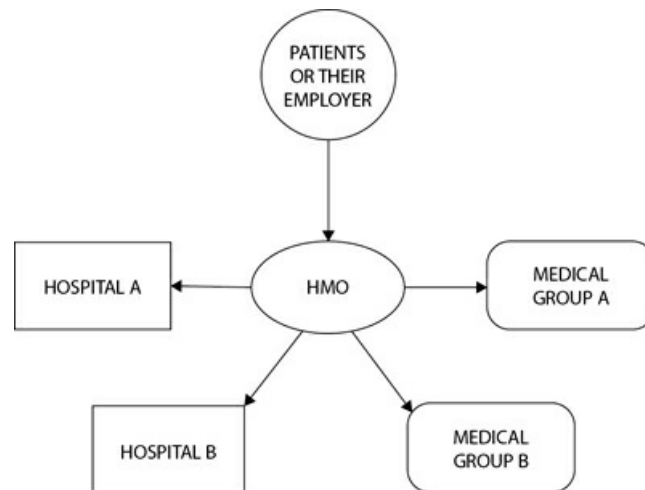 PATIENTS
OR THEIR
EMPLOYER
HOSPITAL A
HMO
MEDICAL
GROUP A
HOSPITAL B
MEDICAL
GROUP B